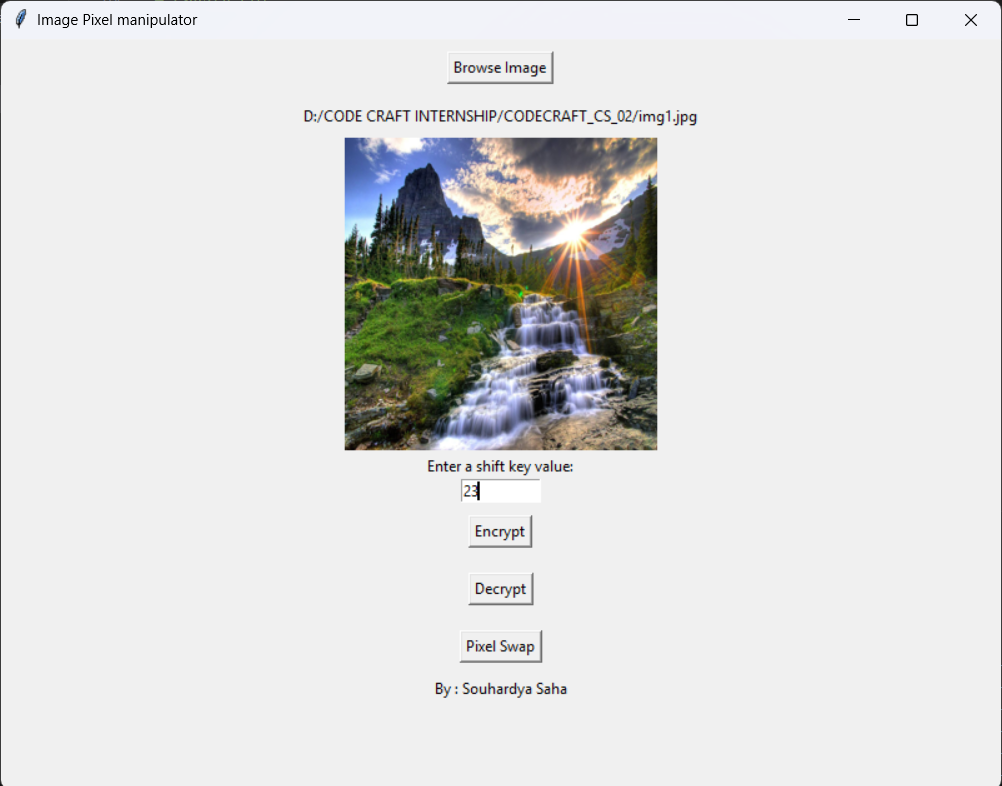 Image Pixel manipulator
Browse Image
D:/CODE CRAFT INTERNSHIP/CODECRAFT_CS_02/img1.jpg
Enter a shift key value:
23
Encrypt
Decrypt
Pixel Swap
By : Souhardya Saha